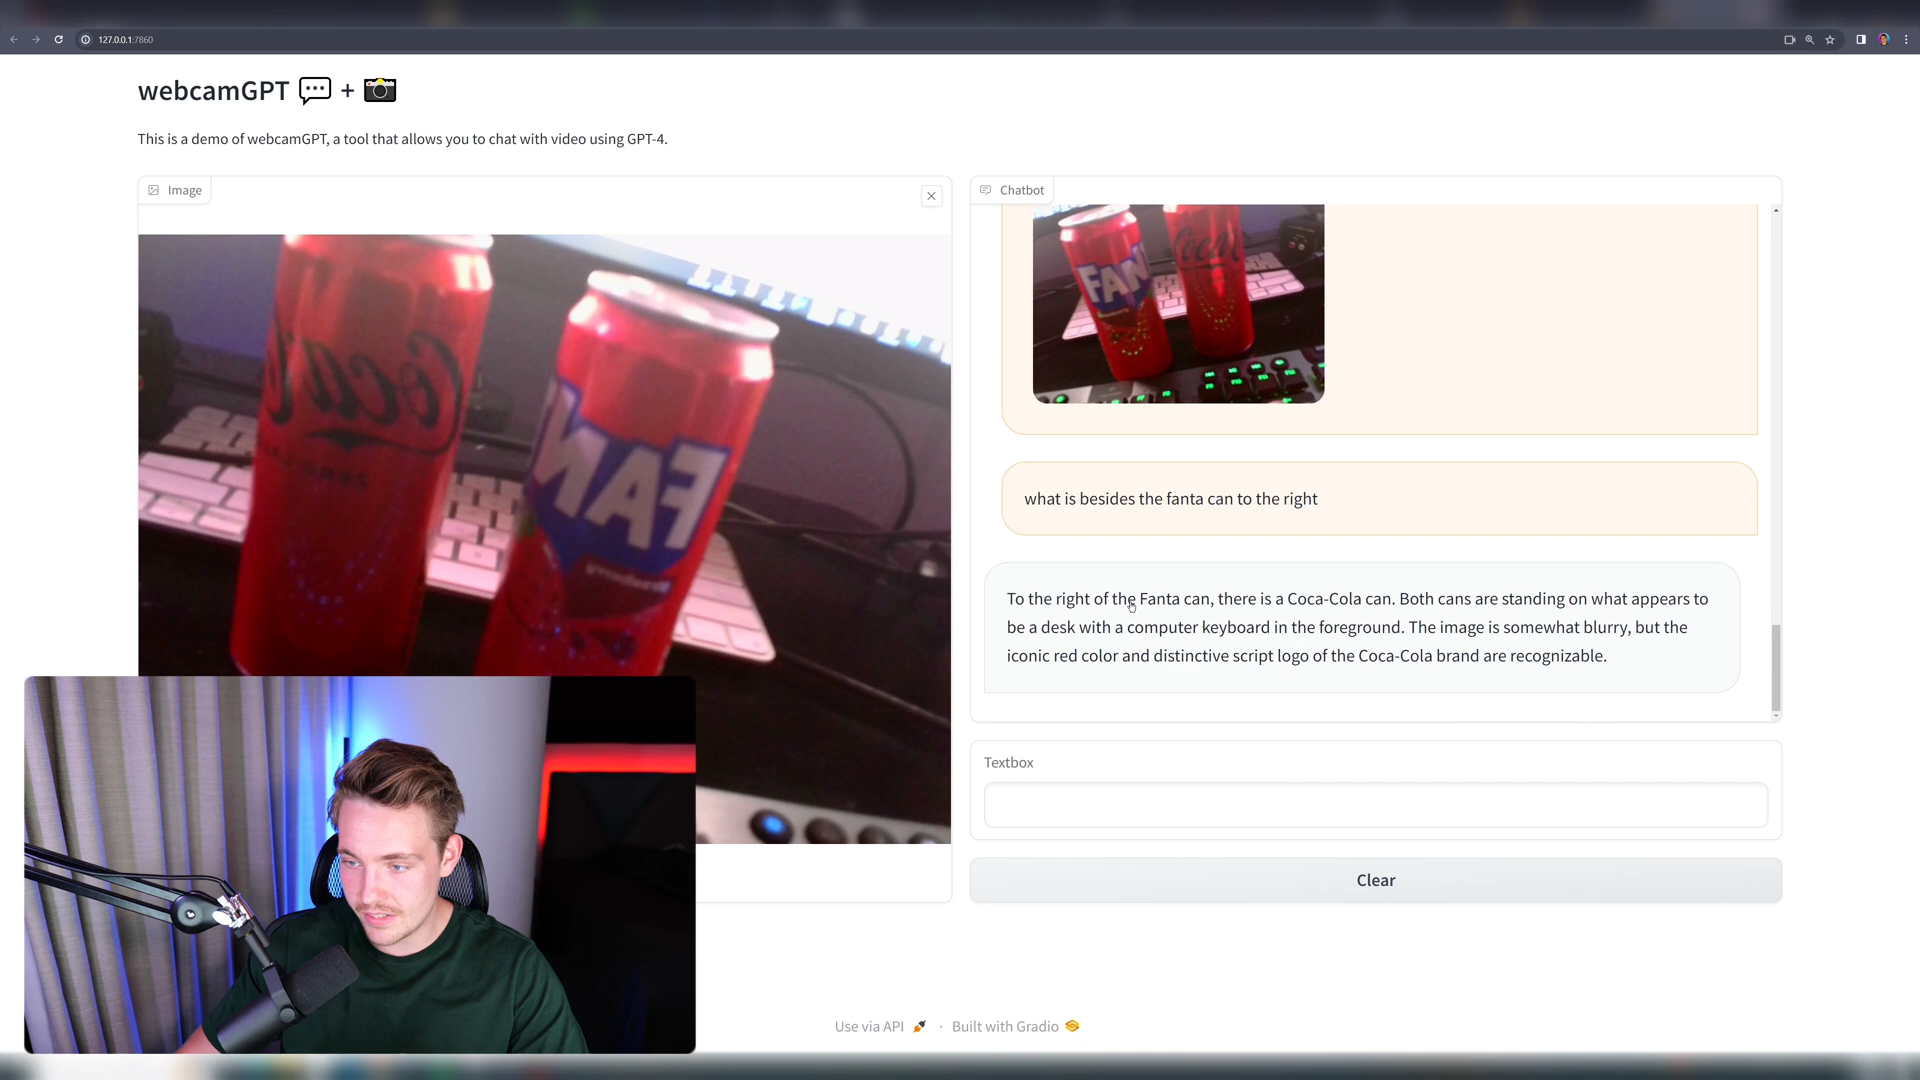 127.0.0.1:7860
webcamGPT 💬 + 📷
This is a demo of webcamGPT, a tool that allows you to chat with video using GPT-4.
Image
Coca
FAN
Chatbot
FAN
Coca
what is besides the fanta can to the right
To the right of the Fanta can, there is a Coca-Cola can. Both cans are standing on what appears to
be a desk with a computer keyboard in the foreground. The image is somewhat blurry, but the
iconic red color and distinctive script logo of the Coca-Cola brand are recognizable.
Textbox
Clear
Use via API 🚀 · Built with Gradio